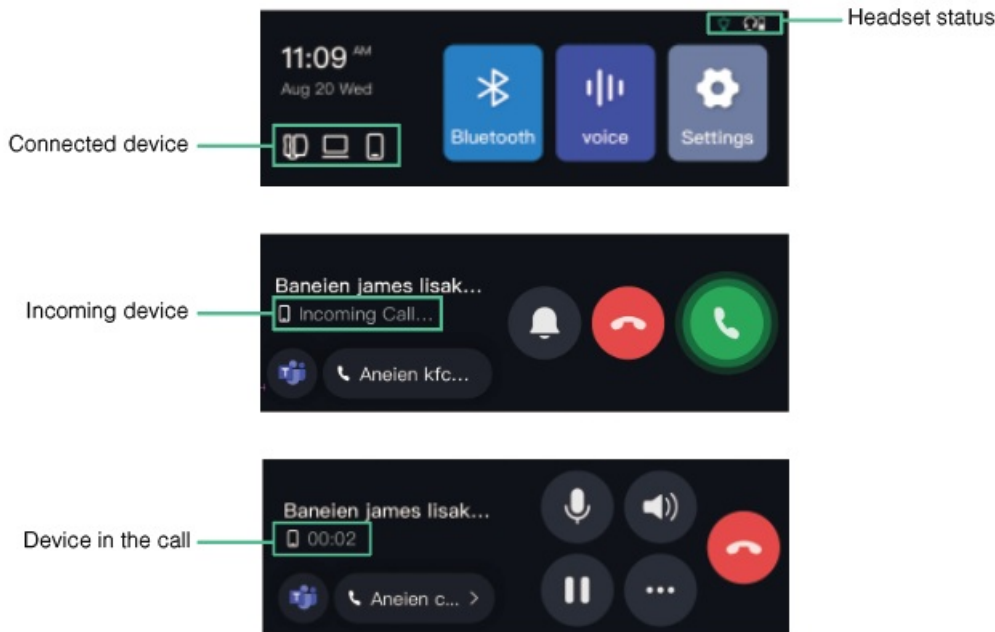 Headset status
11:09 AM
Aug 20 Wed
Connected device
Bluetooth
voice
Settings
Baneien james lisak...
Incoming device
Incoming Call...
Aneien kfc...
Baneien james lisak...
Device in the call
00:02
Aneien c... >